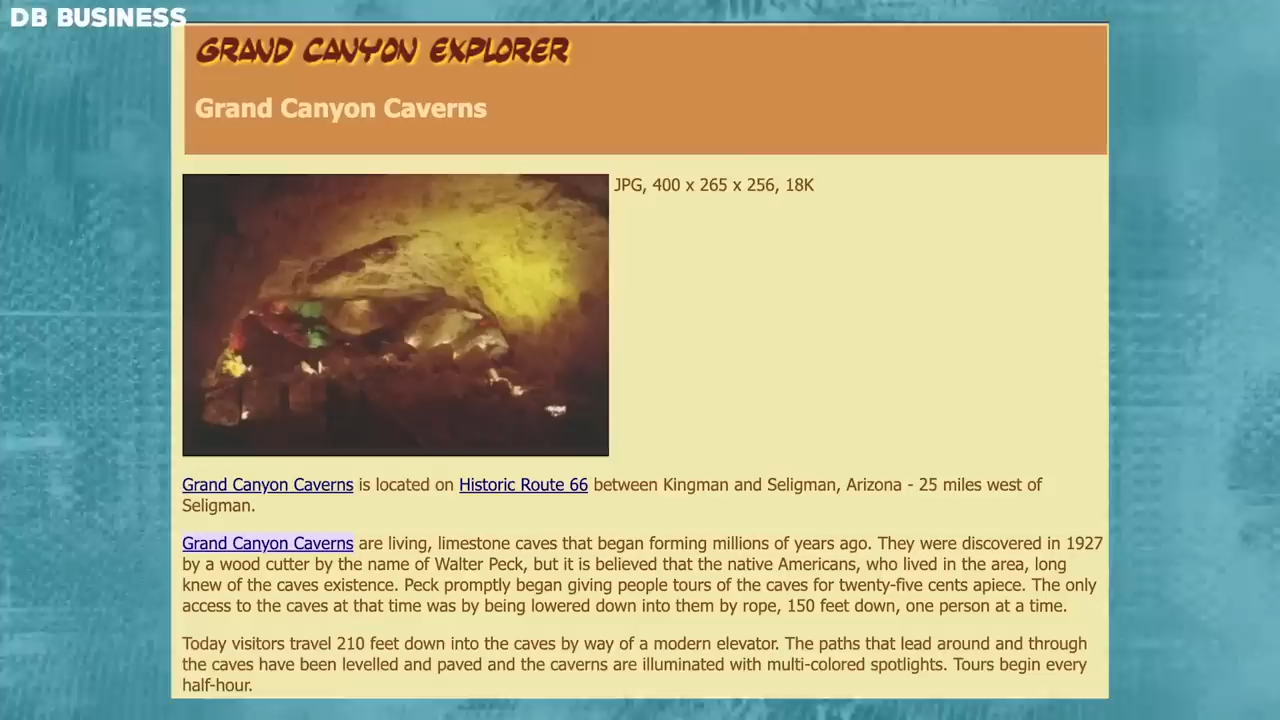 DB BUSINESS
GRAND CANYON EXPLORER
Grand Canyon Caverns
JPG, 400 x 265 x 256, 18K
Grand Canyon Caverns is located on Historic Route 66 between Kingman and Seligman, Arizona - 25 miles west of
Seligman.
Grand Canyon Caverns are living, limestone caves that began forming millions of years ago. They were discovered in 1927
by a wood cutter by the name of Walter Peck, but it is believed that the native Americans, who lived in the area, long
knew of the caves existence. Peck promptly began giving people tours of the caves for twenty-five cents apiece. The only
access to the caves at that time was by being lowered down into them by rope, 150 feet down, one person at a time.
Today visitors travel 210 feet down into the caves by way of a modern elevator. The paths that lead around and through
the caves have been levelled and paved and the caverns are illuminated with multi-colored spotlights. Tours begin every
half-hour.